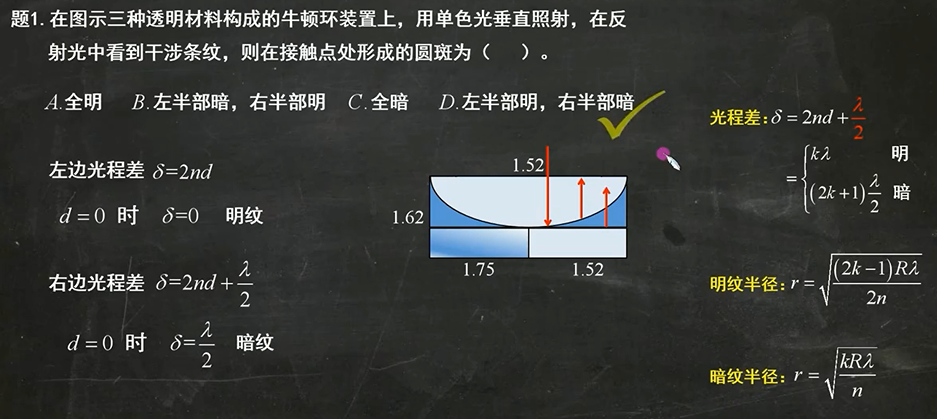 题1. 在图示三种透明材料构成的牛顿环装置上，用单色光垂直照射，在反
射光中看到干涉条纹，则在接触点处形成的圆斑为（　　）。
A.全明　B.左半部暗，右半部明　C.全暗　D.左半部明，右半部暗
左边光程差 δ=2nd
d=0 时　δ=0　明纹
右边光程差 δ=2nd+λ/2
d=0 时　δ=λ/2　暗纹
1.52
1.62
1.75　1.52
光程差: δ=2nd+λ/2
={kλ　明
(2k+1)λ/2　暗
明纹半径: r=√((2k-1)Rλ/2n)
暗纹半径: r=√(kRλ/n)